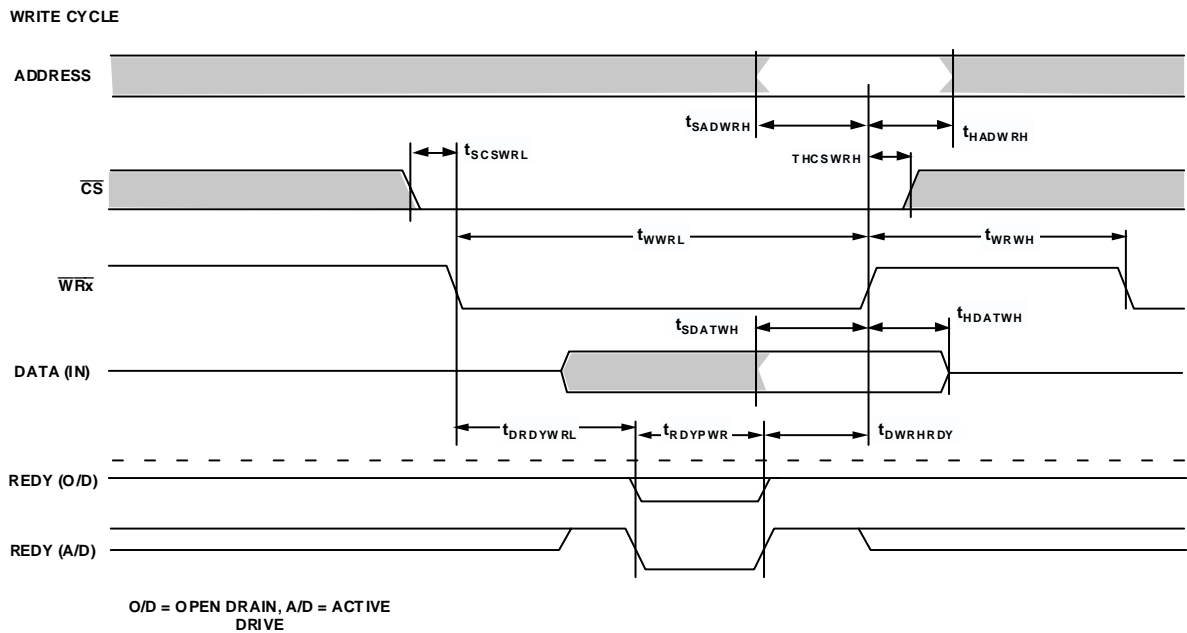 WRITE CYCLE
ADDRESS
tSADWRH
tHADWRH
tSCSWRL
THCSWRH
CS
tWWRL
tWRWH
WRx
tSDATWH
tHDATWH
DATA (IN)
tDRDYWRL
tRDYPWR
tDWRHRDY
REDY (O/D)
REDY (A/D)
O/D = OPEN DRAIN, A/D = ACTIVE
DRIVE